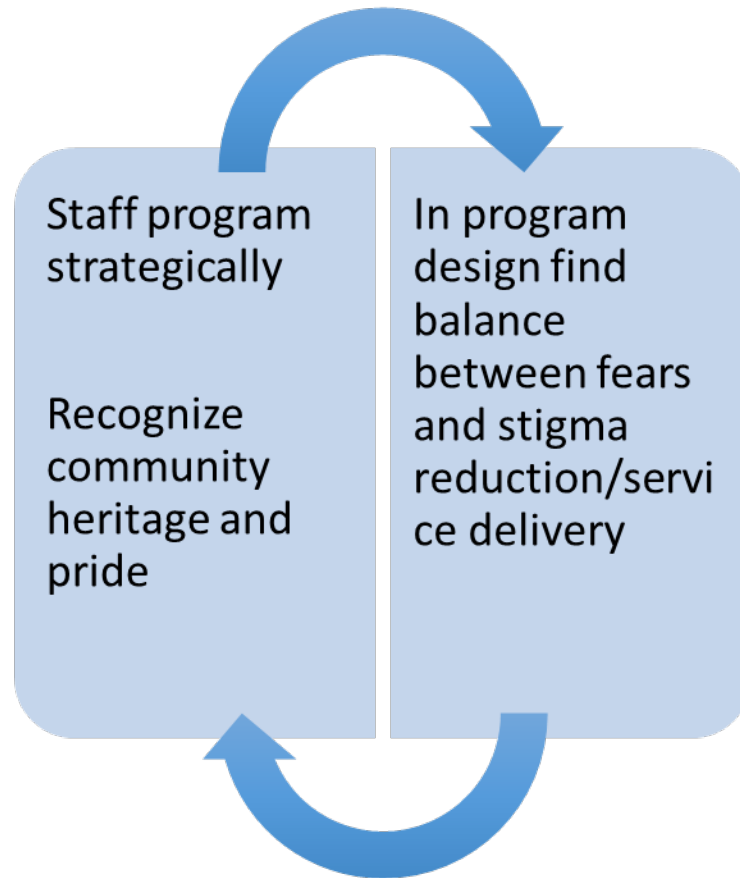 Staff program
strategically
Recognize
community
heritage and
pride
In program
design find
balance
between fears
and stigma
reduction/servi
ce delivery